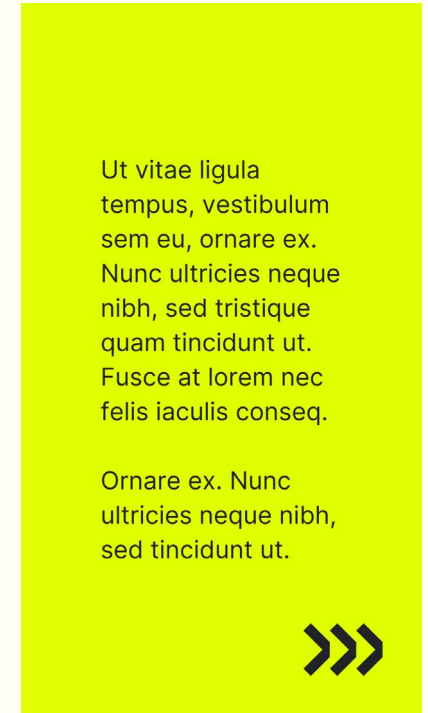 Ut vitae ligula
tempus, vestibulum
sem eu, ornare ex.
Nunc ultricies neque
nibh, sed tristique
quam tincidunt ut.
Fusce at lorem nec
felis iaculis conseq.
Ornare ex. Nunc
ultricies neque nibh,
sed tincidunt ut.